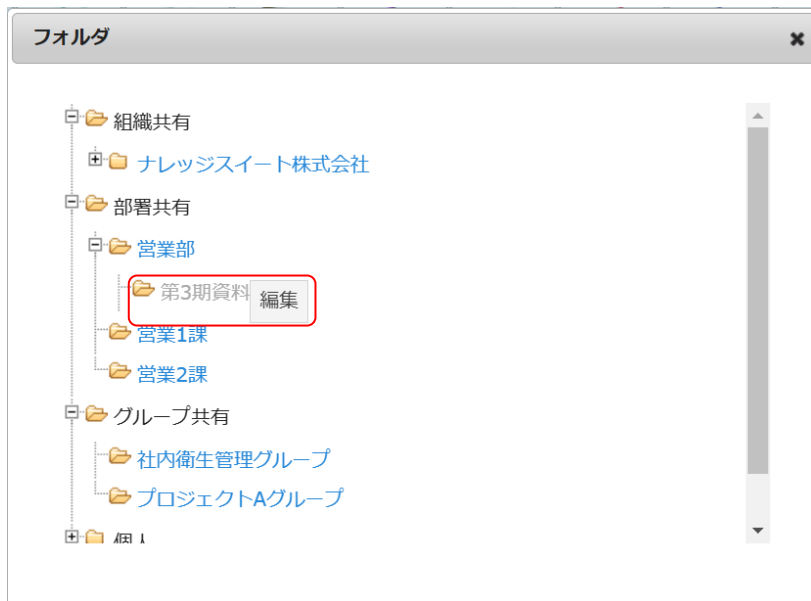 フォルダ
組織共有
ナレッジスイート株式会社
部署共有
営業部
第3期資料 編集
営業1課
営業2課
グループ共有
社内衛生管理グループ
プロジェクトAグループ
個人